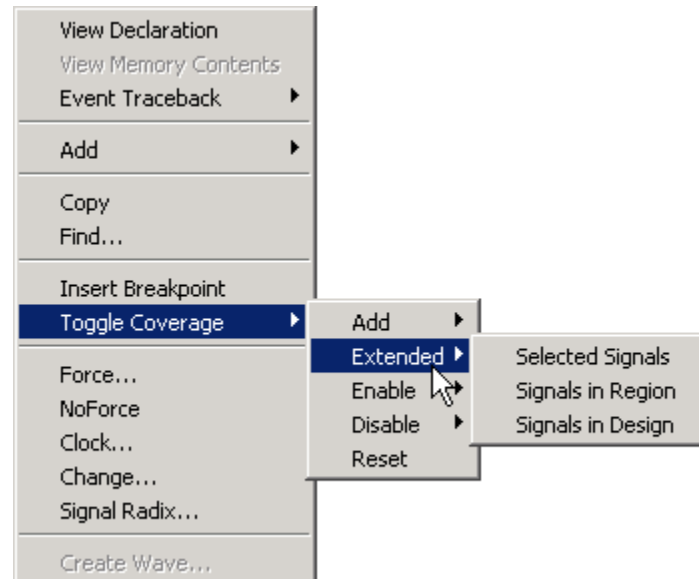 View Declaration
View Memory Contents
Event Traceback
Add
Copy
Find...
Insert Breakpoint
Toggle Coverage
Force...
NoForce
Clock...
Change...
Signal Radix...
Create Wave...
Add
Extended
Enable
Disable
Reset
Selected Signals
Signals in Region
Signals in Design